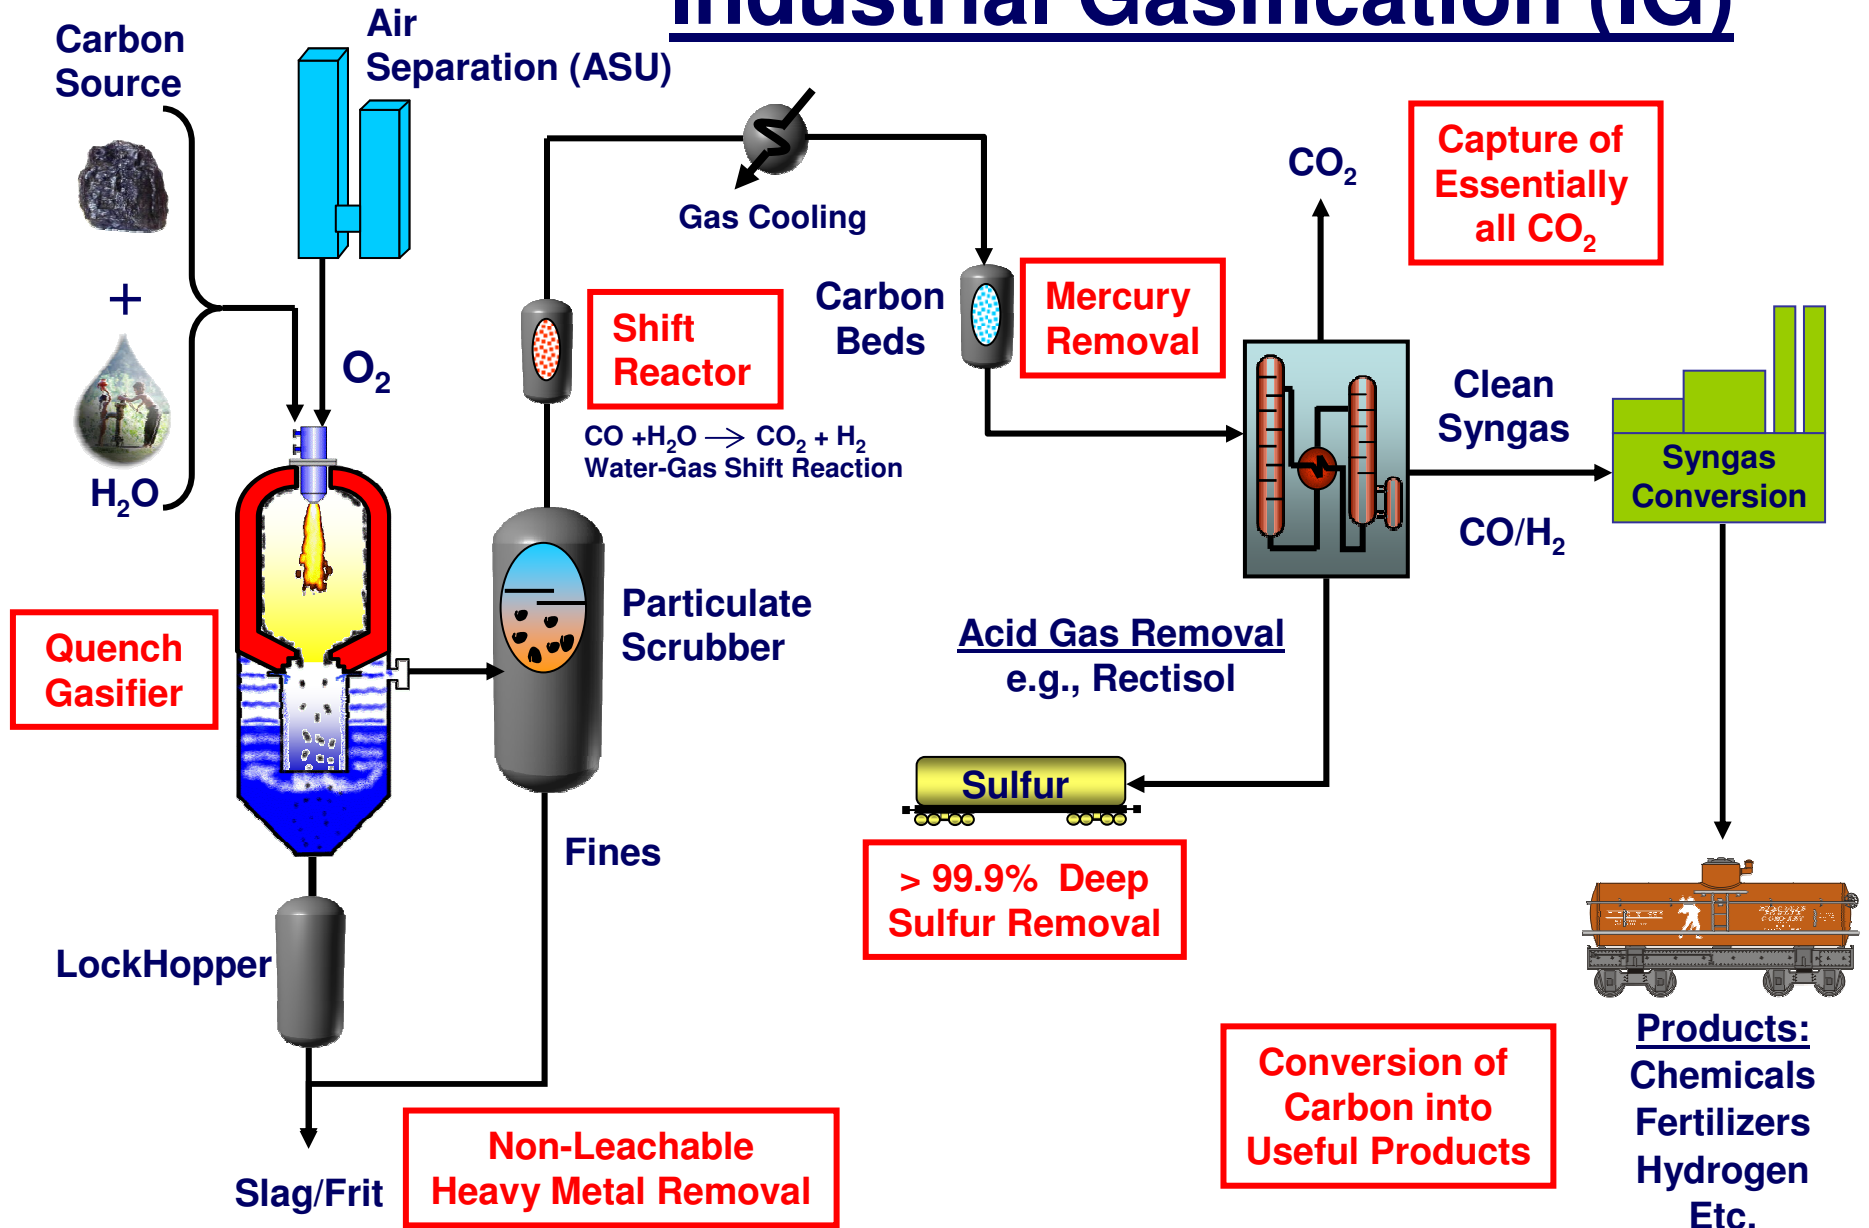 Industrial Gasification (IG)
Carbon
Source
Air
Separation (ASU)
+
H₂O
O₂
Gas Cooling
Shift
Reactor
CO +H₂O → CO₂ + H₂
Water-Gas Shift Reaction
Carbon
Beds
Mercury
Removal
CO₂
Capture of
Essentially
all CO₂
Clean
Syngas
CO/H₂
Syngas
Conversion
Quench
Gasifier
Particulate
Scrubber
Acid Gas Removal
e.g., Rectisol
Sulfur
> 99.9% Deep
Sulfur Removal
Fines
LockHopper
Slag/Frit
Non-Leachable
Heavy Metal Removal
Conversion of
Carbon into
Useful Products
Products:
Chemicals
Fertilizers
Hydrogen
Etc.